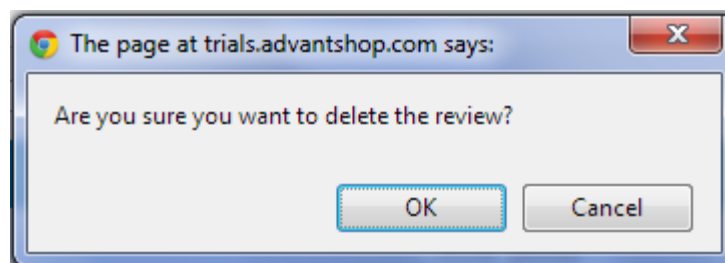 The page at trials.advantshop.com says:
Are you sure you want to delete the review?
OK
Cancel